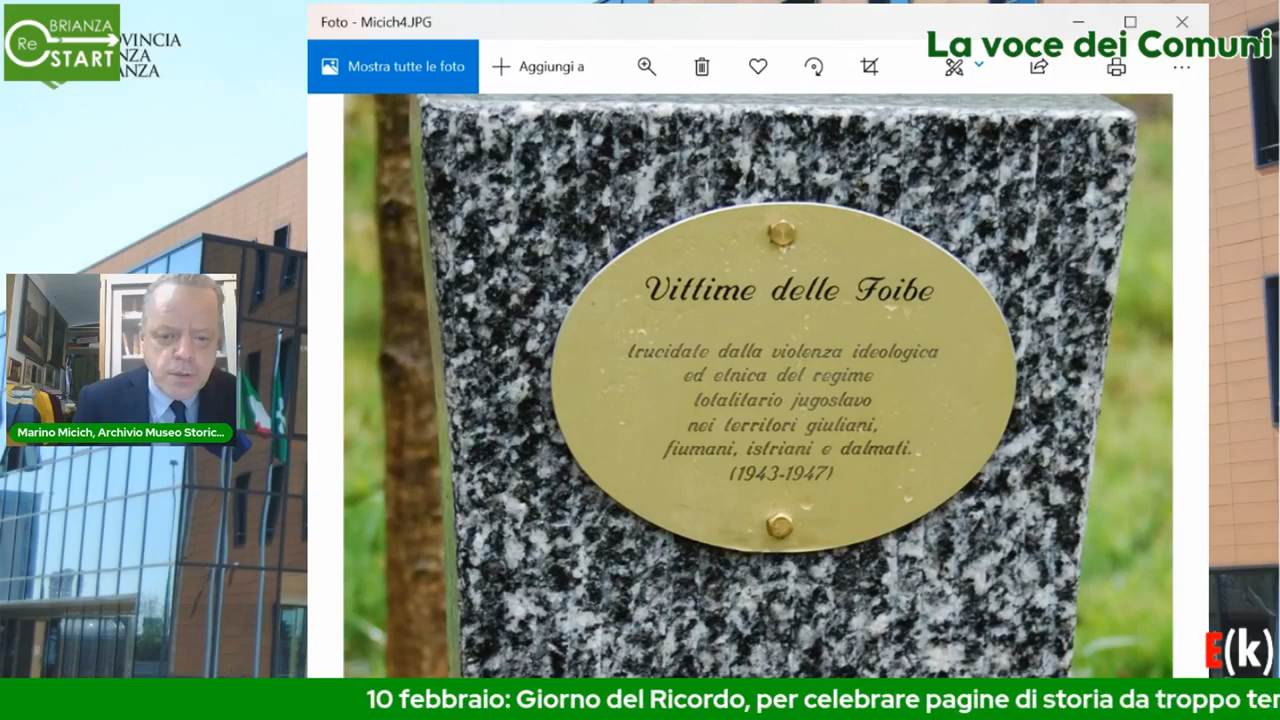 BRIANZA
Re START
VINCIA
NZA
ANZA
Foto - Micich4.JPG
La voce dei Comuni
Mostra tutte le foto
Aggiungi a
Vittime delle Foibe
trucidate dalla violenza ideologica
ed etnica del regime
totalitario jugoslavo
nei territori giuliani,
fiumani, istriani e dalmati.
(1943-1947)
Marino Micich, Archivio Museo Storic...
E(k)
10 febbraio: Giorno del Ricordo, per celebrare pagine di storia da troppo ter